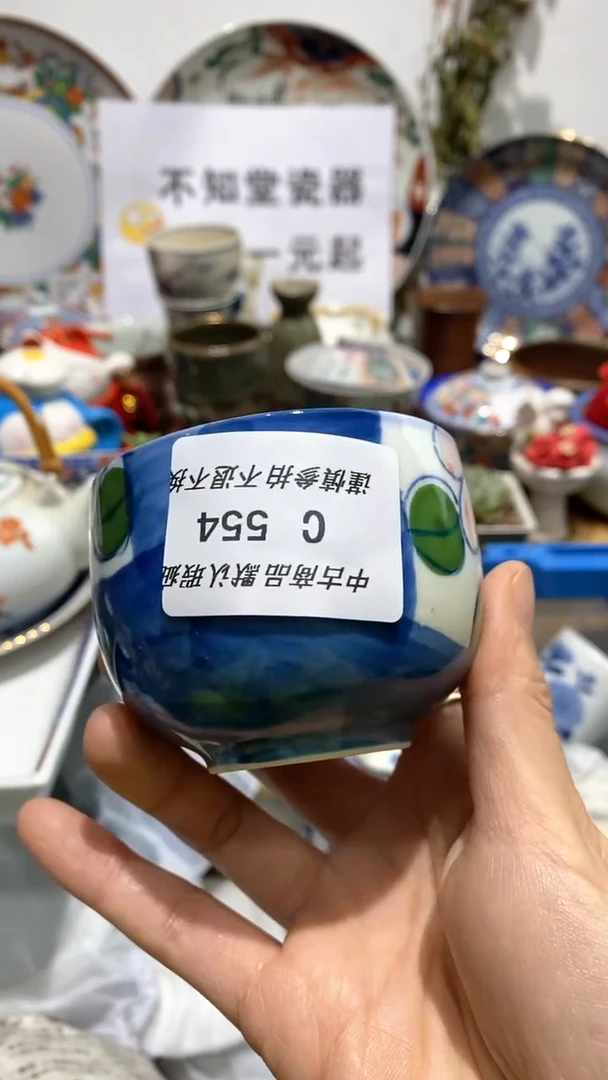 不知堂瓷器
一元起
中古商品默认瑕疵
C 554
谨慎参拍不退不换